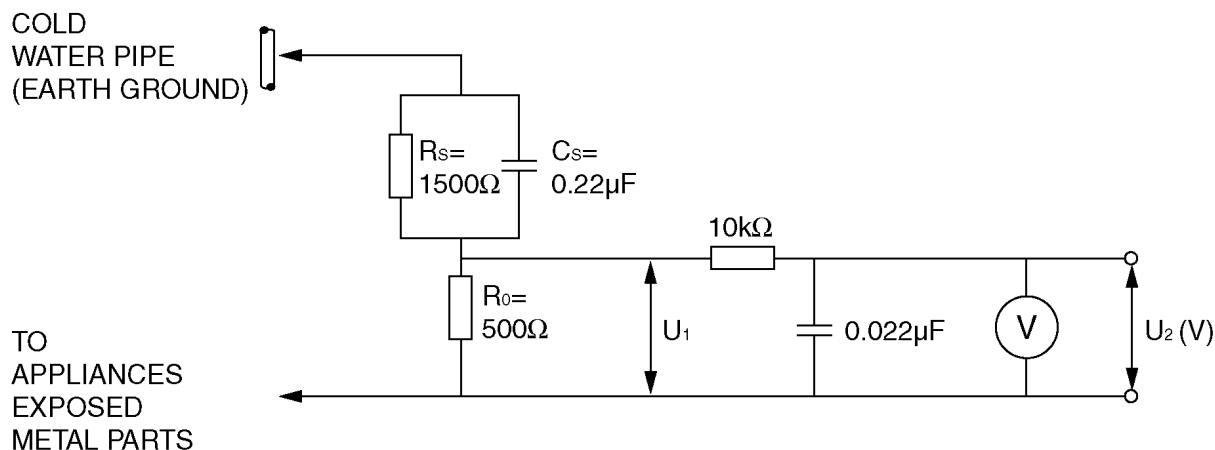 COLD
WATER PIPE
(EARTH GROUND)
RS=
1500Ω
CS=
0.22µF
10kΩ
R0=
500Ω
U1
0.022µF
V
U2 (V)
TO
APPLIANCES
EXPOSED
METAL PARTS